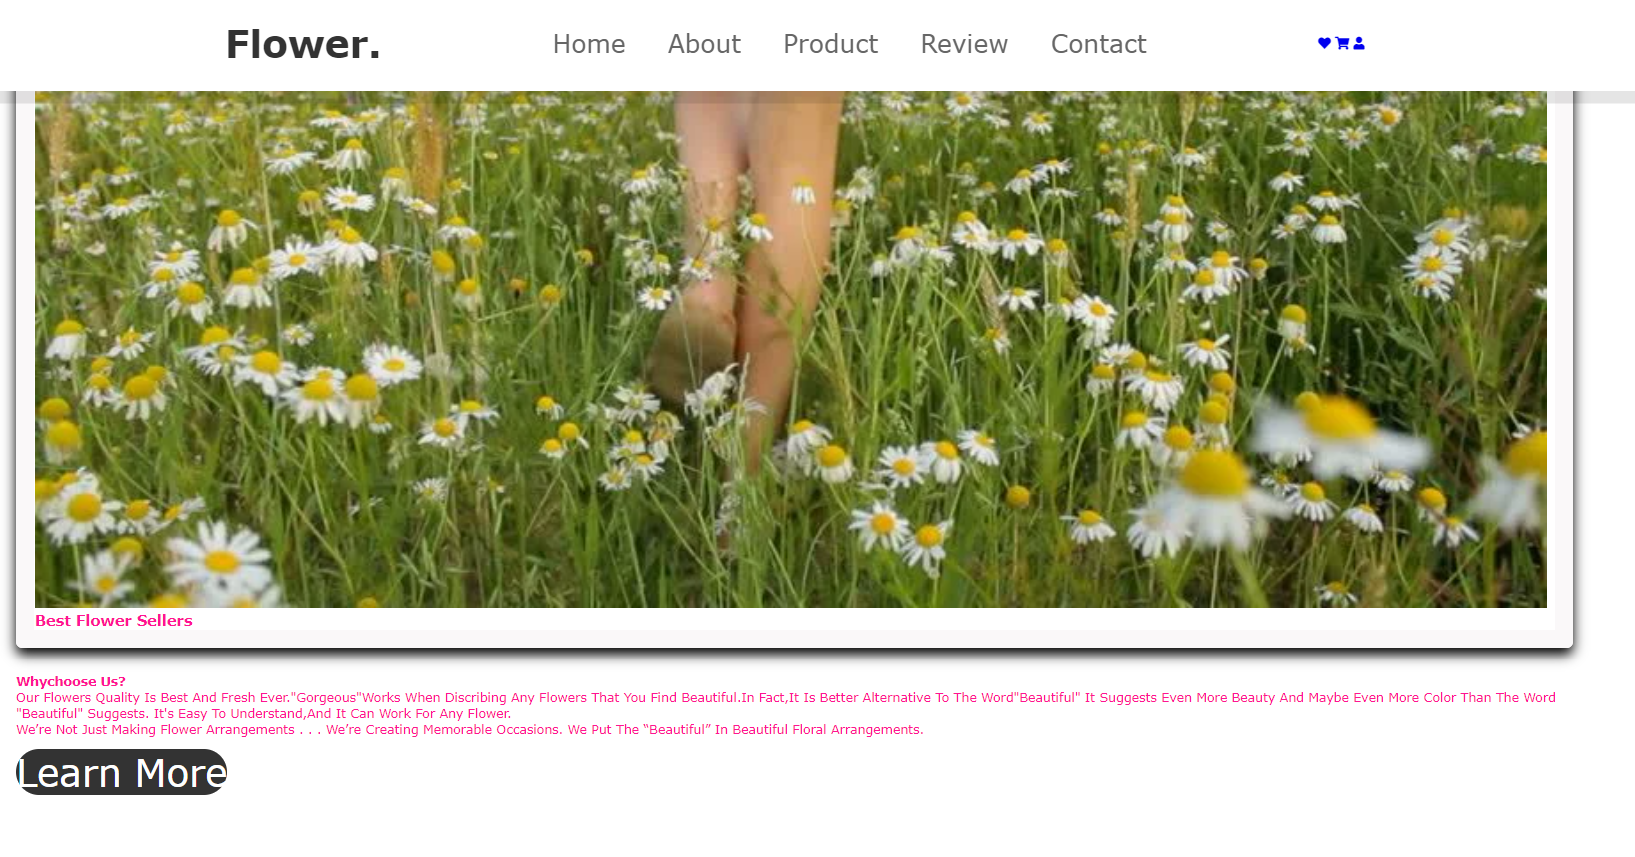 Flower.
Home About Product Review Contact
Best Flower Sellers
Whychoose Us?
Our Flowers Quality Is Best And Fresh Ever."Gorgeous"Works When Discribing Any Flowers That You Find Beautiful.In Fact,It Is Better Alternative To The Word"Beautiful" It Suggests Even More Beauty And Maybe Even More Color Than The Word
"Beautiful" Suggests. It's Easy To Understand,And It Can Work For Any Flower.
We’re Not Just Making Flower Arrangements . . . We’re Creating Memorable Occasions. We Put The “Beautiful” In Beautiful Floral Arrangements.
Learn More